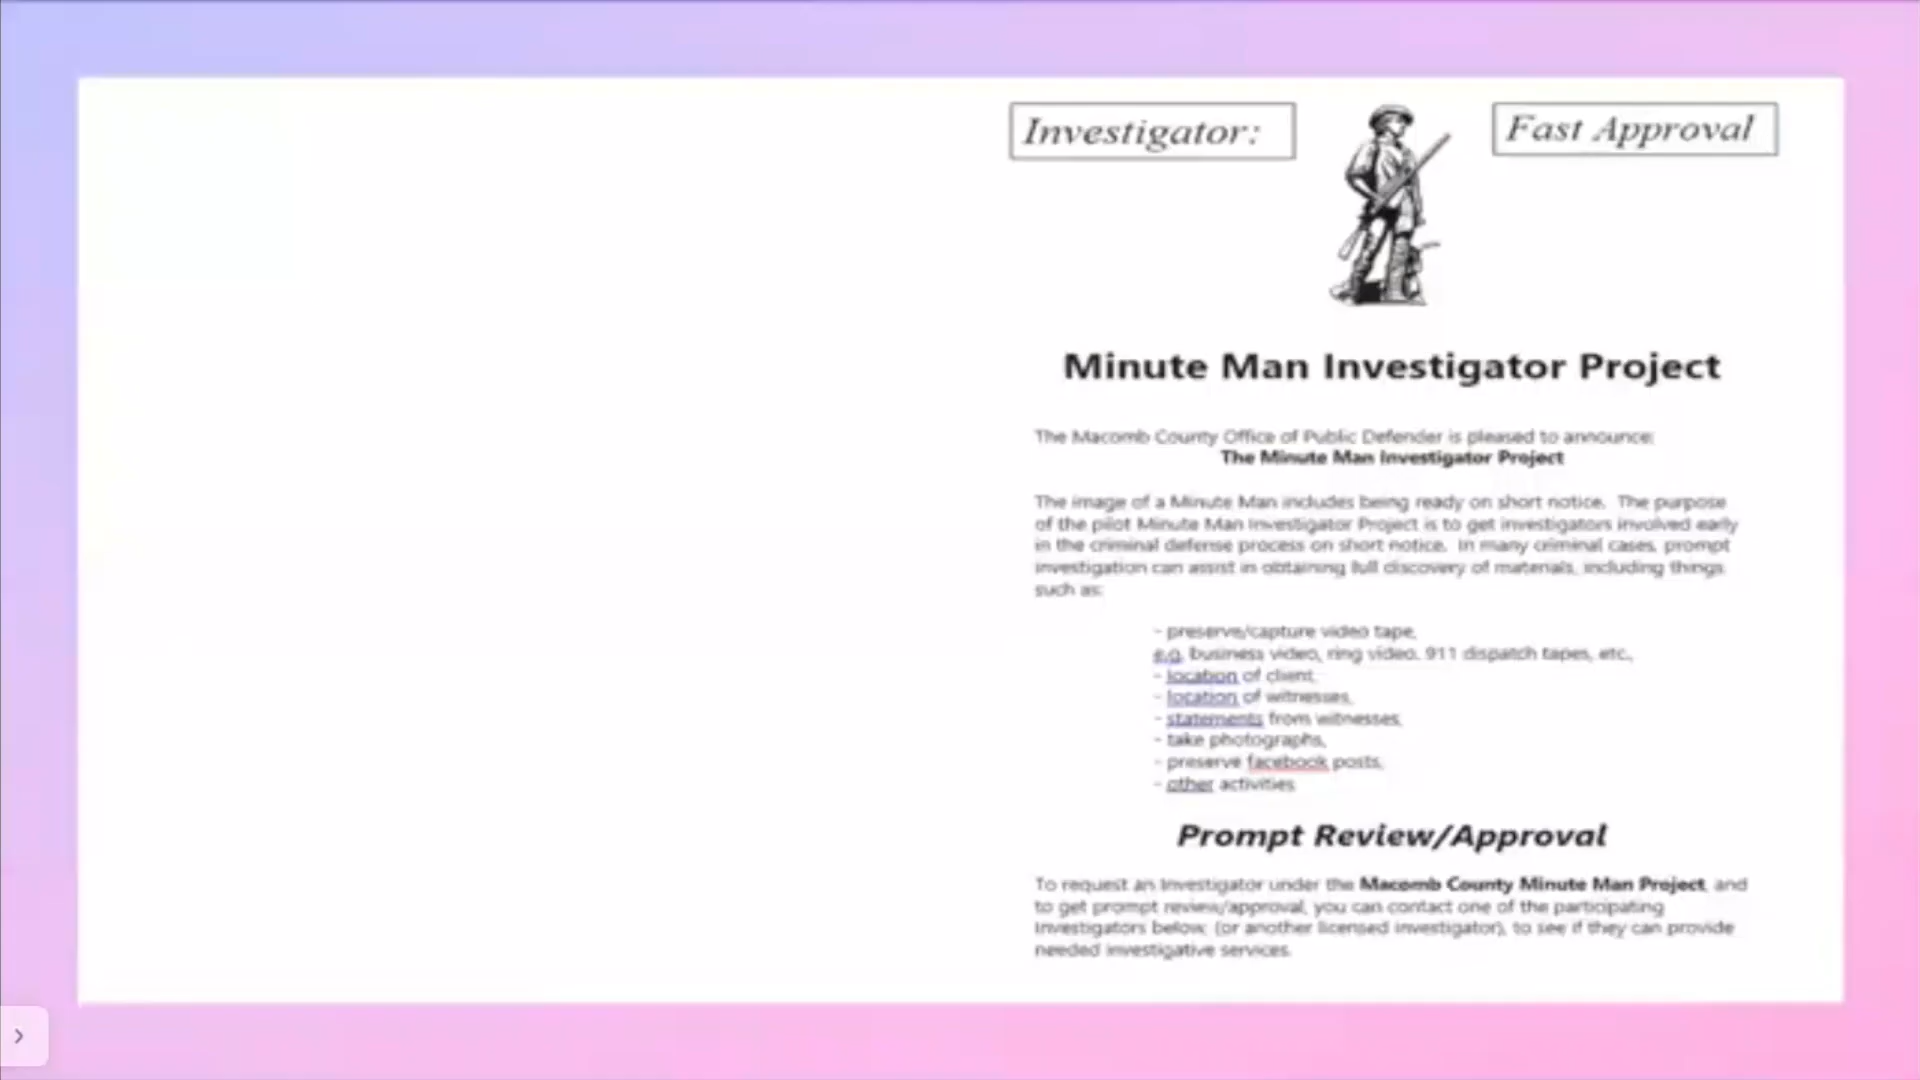 Investigator:
Fast Approval
Minute Man Investigator Project
The Macomb County Office of Public Defender is pleased to announce:
The Minute Man Investigator Project
The image of a Minute Man includes being ready on short notice. The purpose
of the pilot Minute Man Investigator Project is to get investigators involved early
in the criminal defense process on short notice. In many criminal cases, prompt
investigation can assist in obtaining full discovery of materials, including things
such as:
- preserve/capture video tape,
e.g. business video, ring video, 911 dispatch tapes, etc.,
- location of client,
- location of witnesses,
- statements from witnesses,
- take photographs,
- preserve facebook posts,
- other activities
Prompt Review/Approval
To request an Investigator under the Macomb County Minute Man Project, and
to get prompt review/approval, you can contact one of the participating
Investigators below, (or another licensed investigator), to see if they can provide
needed investigative services.